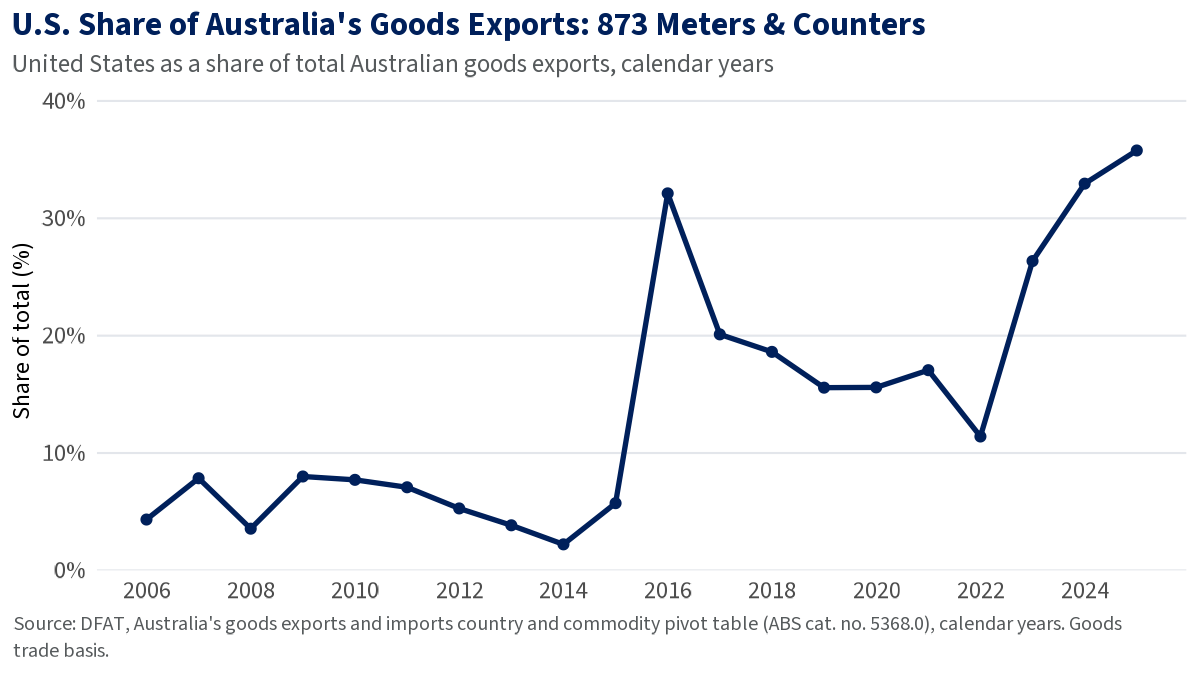 U.S. Share of Australia's Goods Exports: 873 Meters & Counters
United States as a share of total Australian goods exports, calendar years
40%
30%
20%
10%
0%
Share of total (%)
2006 2008 2010 2012 2014 2016 2018 2020 2022 2024
Source: DFAT, Australia's goods exports and imports country and commodity pivot table (ABS cat. no. 5368.0), calendar years. Goods
trade basis.